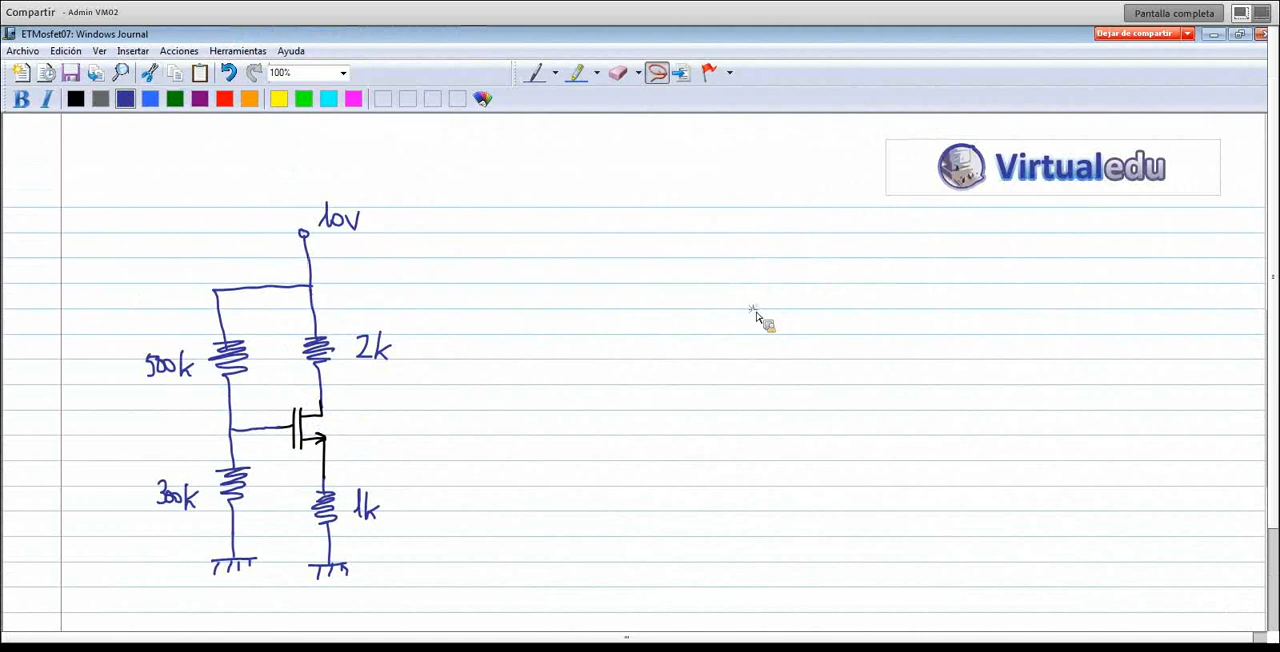 Compartir - Admin VM02
Pantalla completa
ETMosfet07: Windows Journal
Dejar de compartir
Archivo Edición Ver Insertar Acciones Herramientas Ayuda
100%
B I
Virtualedu
10V
500k
2k
300k
1k